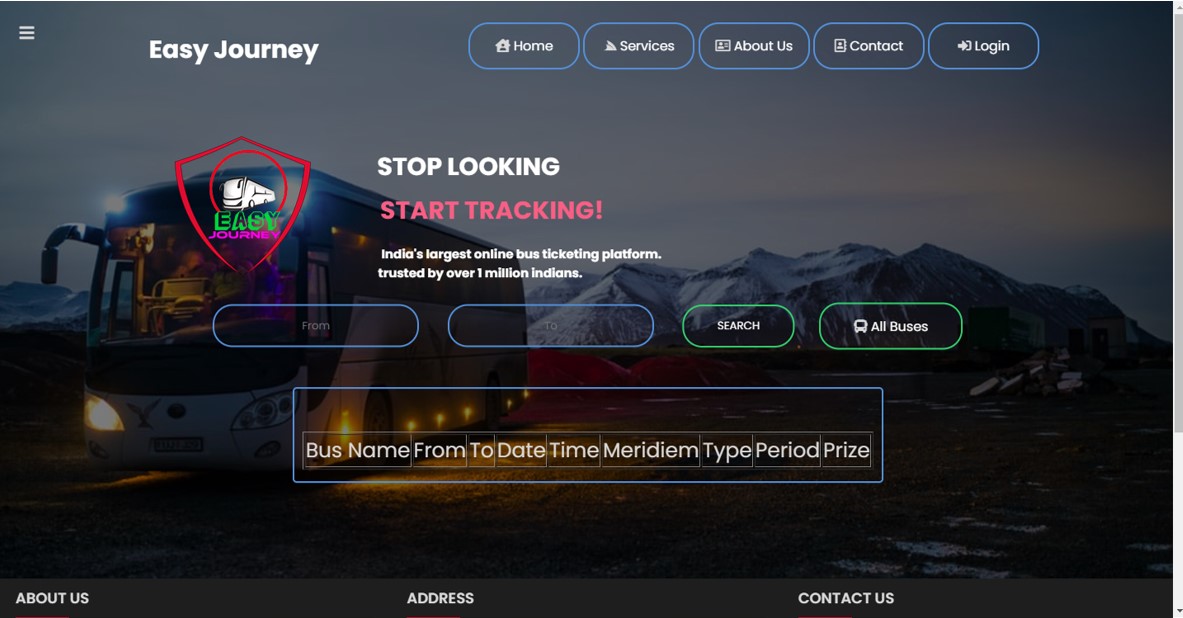 Easy Journey
Home
Services
About Us
Contact
Login
EASY
JOURNEY
STOP LOOKING
START TRACKING!
India's largest online bus ticketing platform.
trusted by over 1 million indians.
From
To
SEARCH
All Buses
Bus Name From To Date Time Meridiem Type Period Prize
ABOUT US
ADDRESS
CONTACT US